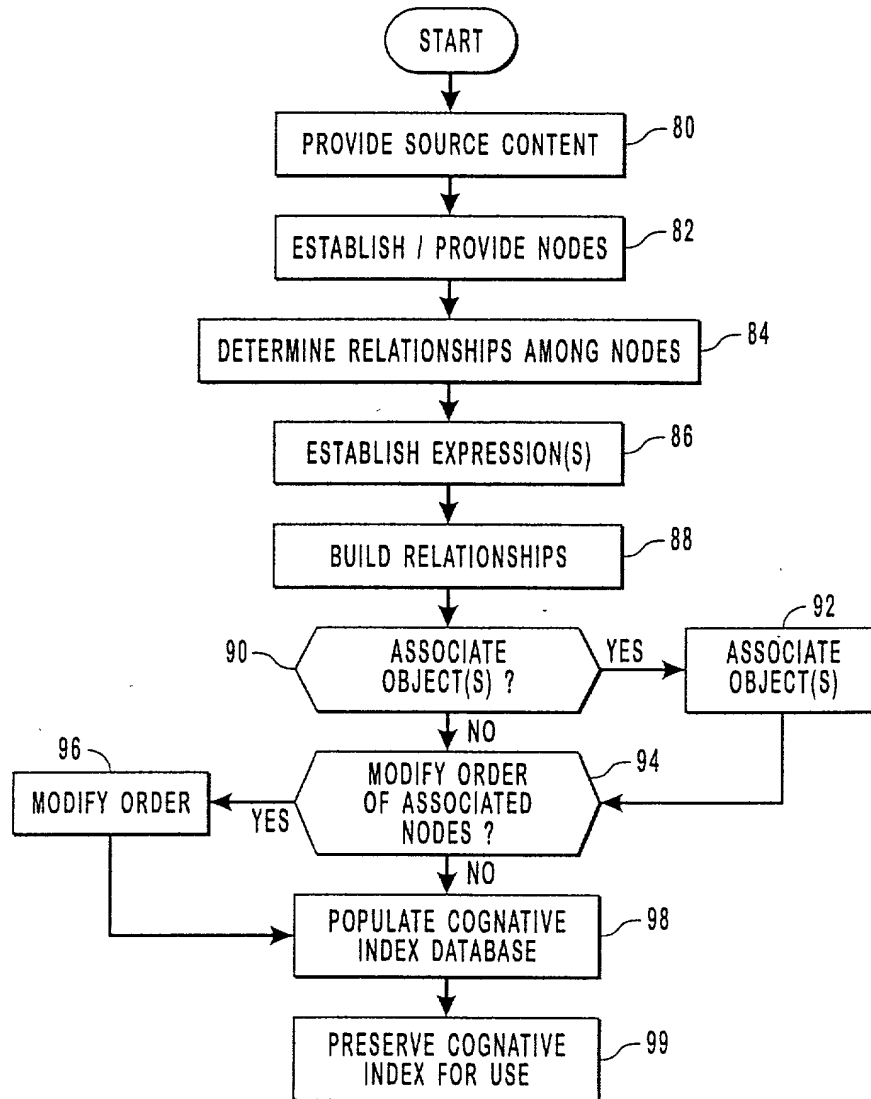 START
PROVIDE SOURCE CONTENT
80
ESTABLISH / PROVIDE NODES
82
DETERMINE RELATIONSHIPS AMONG NODES
84
ESTABLISH EXPRESSION(S)
86
BUILD RELATIONSHIPS
88
90
ASSOCIATE
OBJECT(S) ?
YES
92
ASSOCIATE
OBJECT(S)
NO
96
MODIFY ORDER
YES
MODIFY ORDER
OF ASSOCIATED
NODES ?
94
NO
POPULATE COGNATIVE
INDEX DATABASE
98
PRESERVE COGNATIVE
INDEX FOR USE
99